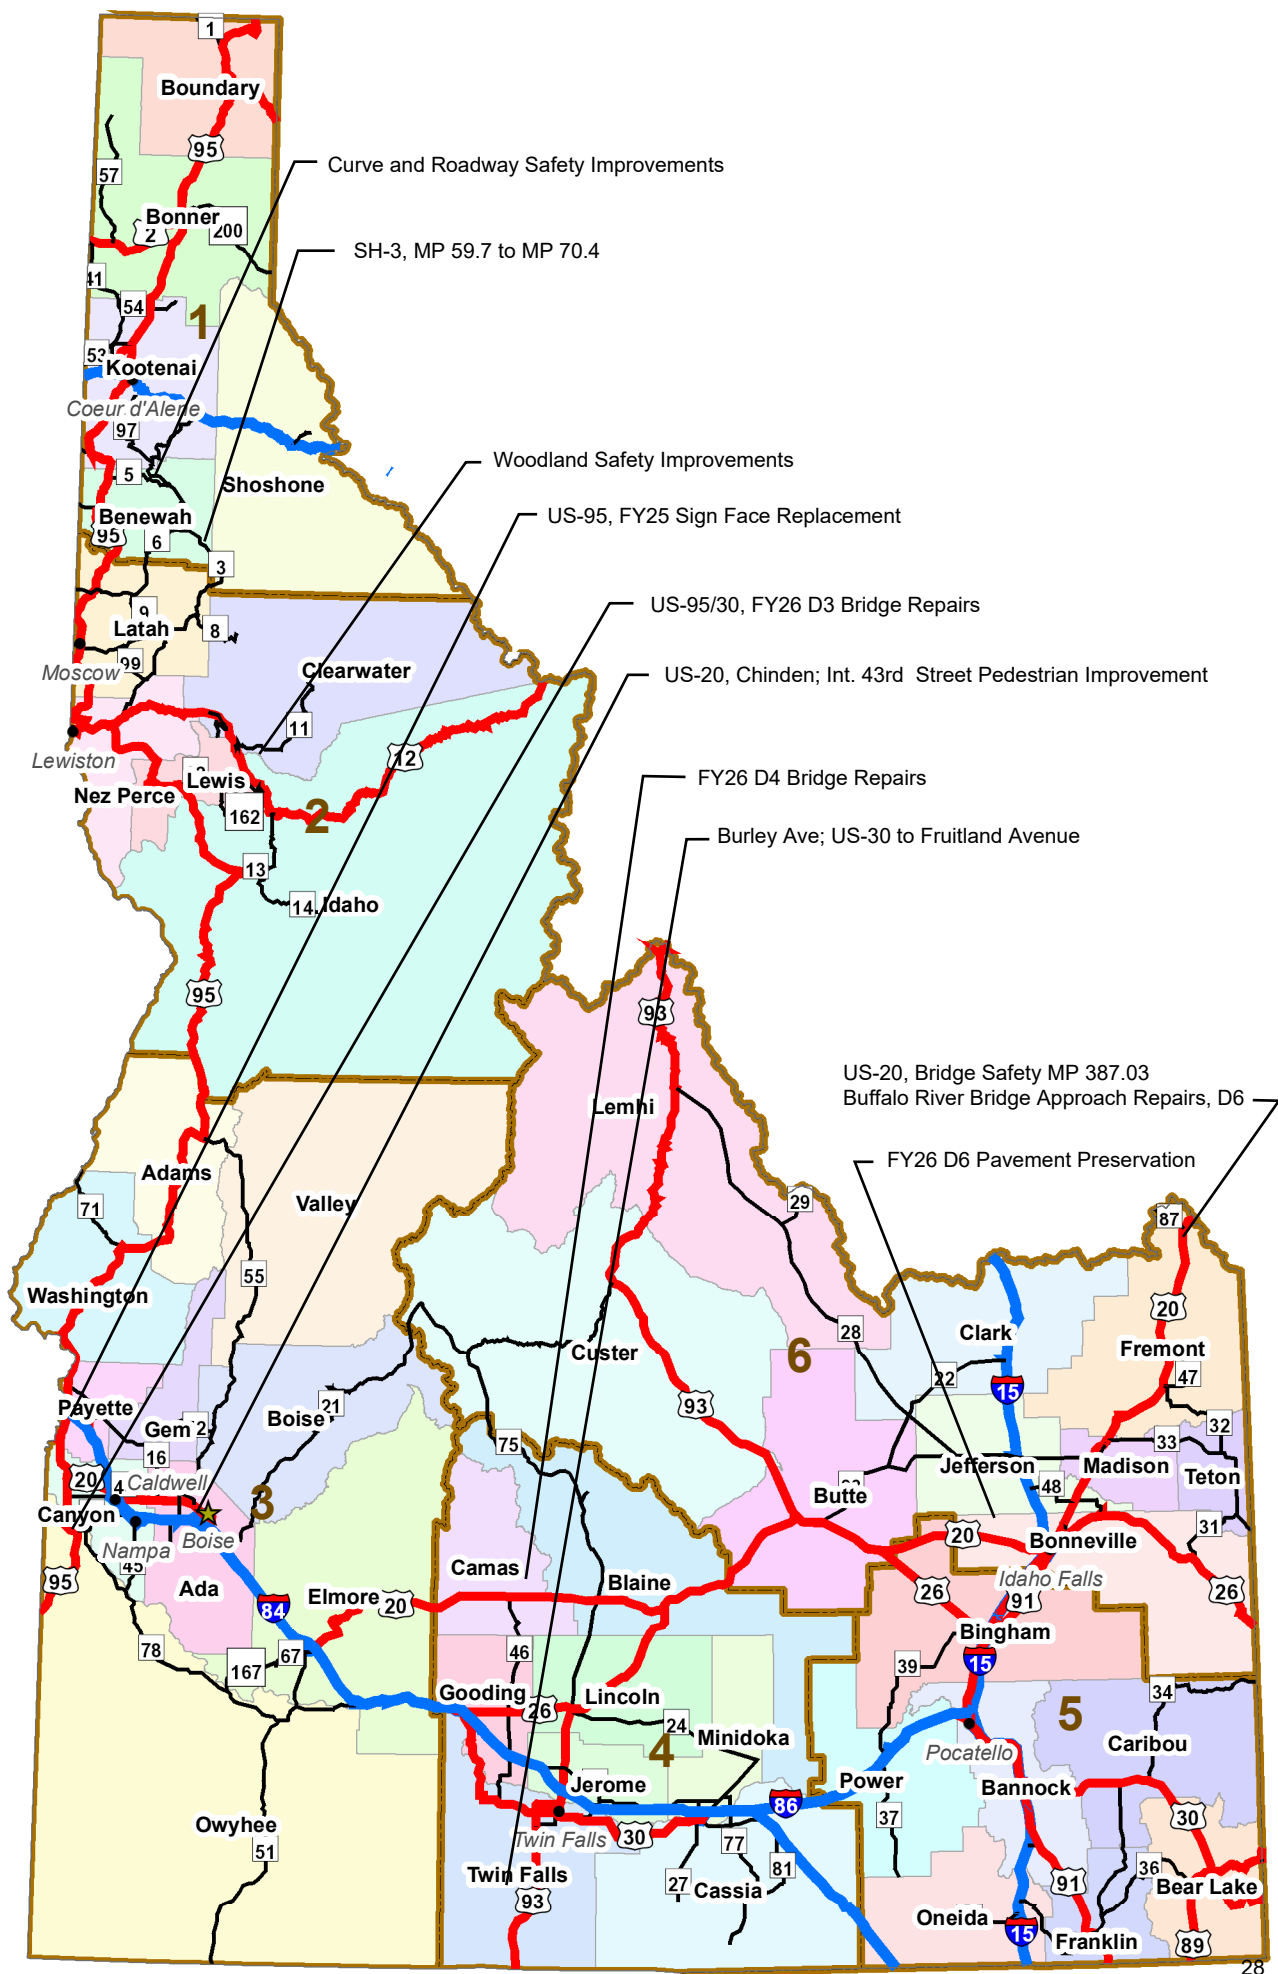 1
Boundary
95
57
Curve and Roadway Safety Improvements
Bonner
2
200
SH-3, MP 59.7 to MP 70.4
41
54
1
53
Kootenai
Coeur d'Alene
97
5
Woodland Safety Improvements
Shoshone
Benewah
US-95, FY25 Sign Face Replacement
95
6
3
9
US-95/30, FY26 D3 Bridge Repairs
Latah
8
Moscow
99
Clearwater
US-20, Chinden; Int. 43rd Street Pedestrian Improvement
11
12
Lewiston
Lewis
FY26 D4 Bridge Repairs
Nez Perce
162
2
Burley Ave; US-30 to Fruitland Avenue
13
14
Idaho
95
93
US-20, Bridge Safety MP 387.03
Buffalo River Bridge Approach Repairs, D6
Lemhi
FY26 D6 Pavement Preservation
Adams
71
Valley
29
87
55
Washington
20
28
Clark
Fremont
Custer
6
22
15
47
93
Payette
21
Boise
Gem
32
75
16
33
20
Caldwell
Jefferson
Madison
Teton
4
3
Butte
48
Canyon
31
Nampa
Boise
20
Bonneville
45
Camas
Idaho Falls
95
Ada
Blaine
26
26
84
Elmore
20
91
Bingham
78
46
15
67
167
39
34
Gooding
26
Lincoln
5
24
Minidoka
4
Caribou
Pocatello
Jerome
Power
Bannock
86
37
30
Owyhee
Twin Falls
30
51
77
36
Twin Falls
81
27
Cassia
91
Bear Lake
93
Oneida
15
Franklin
89
28